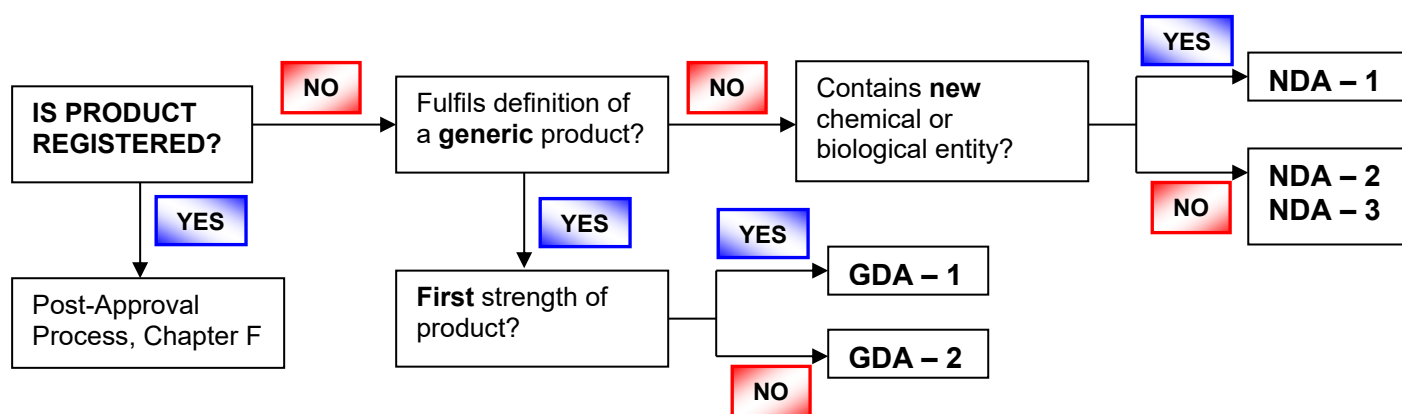 IS PRODUCT
REGISTERED?
NO
Fulfils definition of
a generic product?
NO
Contains new
chemical or
biological entity?
YES
NDA – 1
NO
NDA – 2
NDA – 3
YES
Post-Approval
Process, Chapter F
YES
First strength of
product?
YES
GDA – 1
NO
GDA – 2